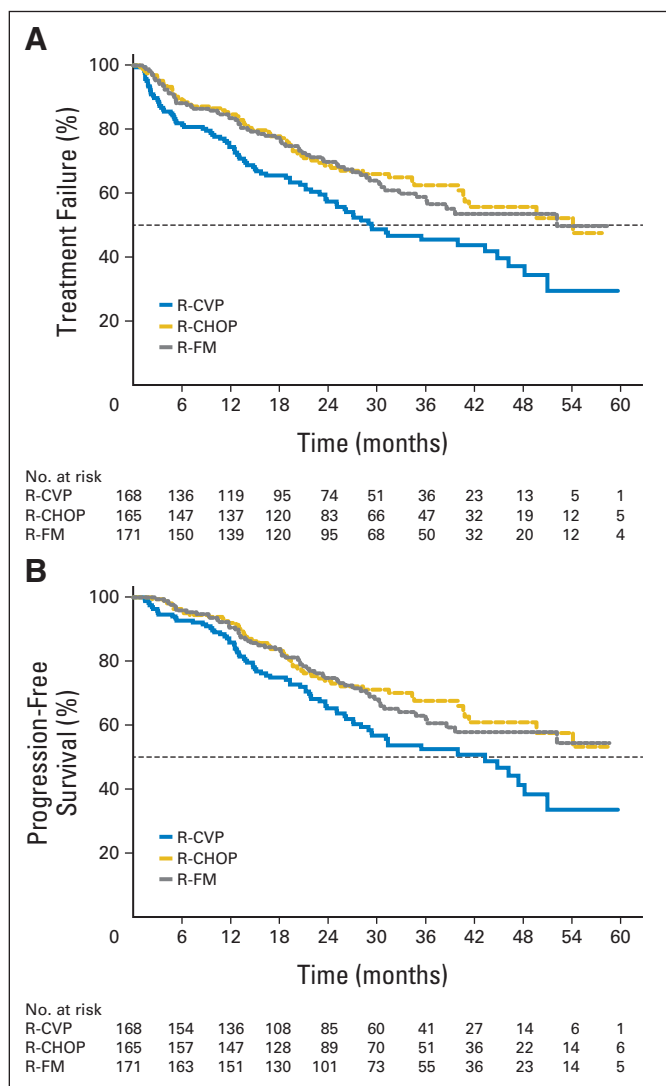 A
Treatment Failure (%)
100
80
60
40
20
R-CVP
R-CHOP
R-FM
0 6 12 18 24 30 36 42 48 54 60
Time (months)
No. at risk
R-CVP 168 136 119 95 74 51 36 23 13 5 1
R-CHOP 165 147 137 120 83 66 47 32 19 12 5
R-FM 171 150 139 120 95 68 50 32 20 12 4
B
Progression-Free
Survival (%)
100
80
60
40
20
R-CVP
R-CHOP
R-FM
0 6 12 18 24 30 36 42 48 54 60
Time (months)
No. at risk
R-CVP 168 154 136 108 85 60 41 27 14 6 1
R-CHOP 165 157 147 128 89 70 51 36 22 14 6
R-FM 171 163 151 130 101 73 55 36 23 14 5